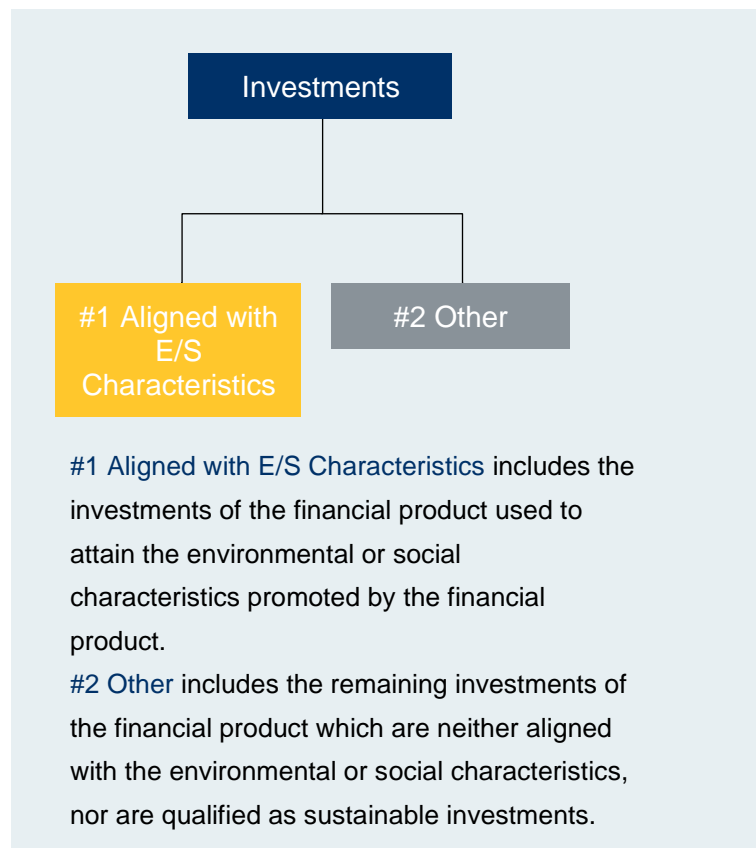 Investments
#1 Aligned with
E/S
Characteristics
#2 Other
#1 Aligned with E/S Characteristics includes the
investments of the financial product used to
attain the environmental or social
characteristics promoted by the financial
product.
#2 Other includes the remaining investments of
the financial product which are neither aligned
with the environmental or social characteristics,
nor are qualified as sustainable investments.